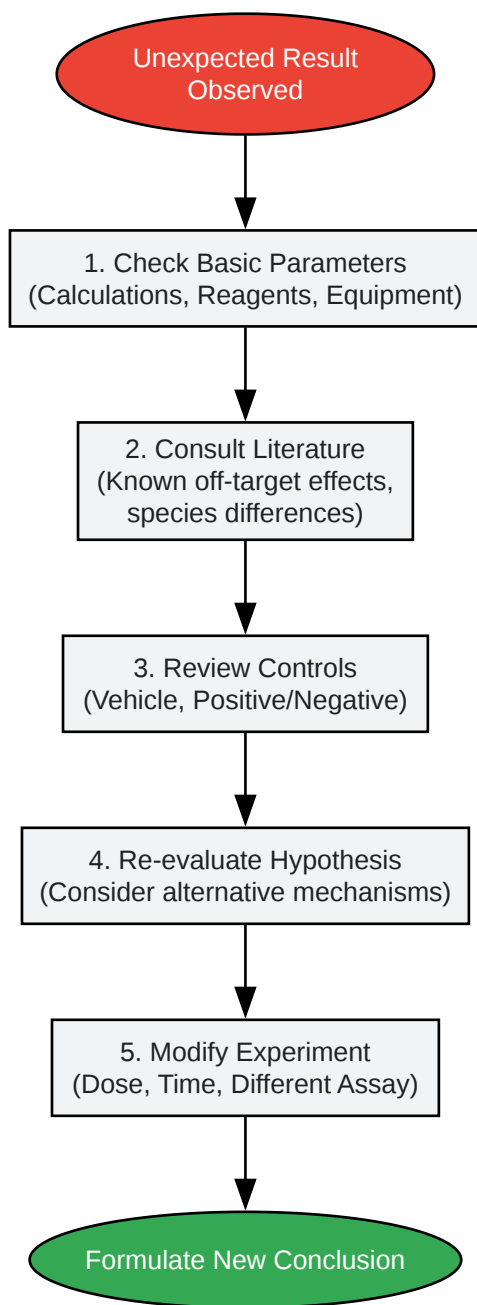 Unexpected Result
Observed
1. Check Basic Parameters
(Calculations, Reagents, Equipment)
2. Consult Literature
(Known off-target effects,
species differences)
3. Review Controls
(Vehicle, Positive/Negative)
4. Re-evaluate Hypothesis
(Consider alternative mechanisms)
5. Modify Experiment
(Dose, Time, Different Assay)
Formulate New Conclusion